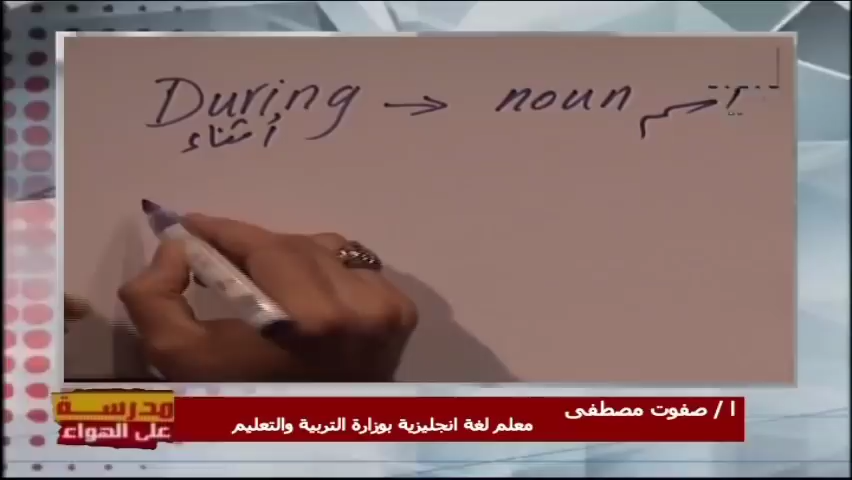 During → noun اسم
أثناء
ا / صفوت مصطفى
معلم لغة انجليزية بوزارة التربية والتعليم
مدرسة
على الهواء